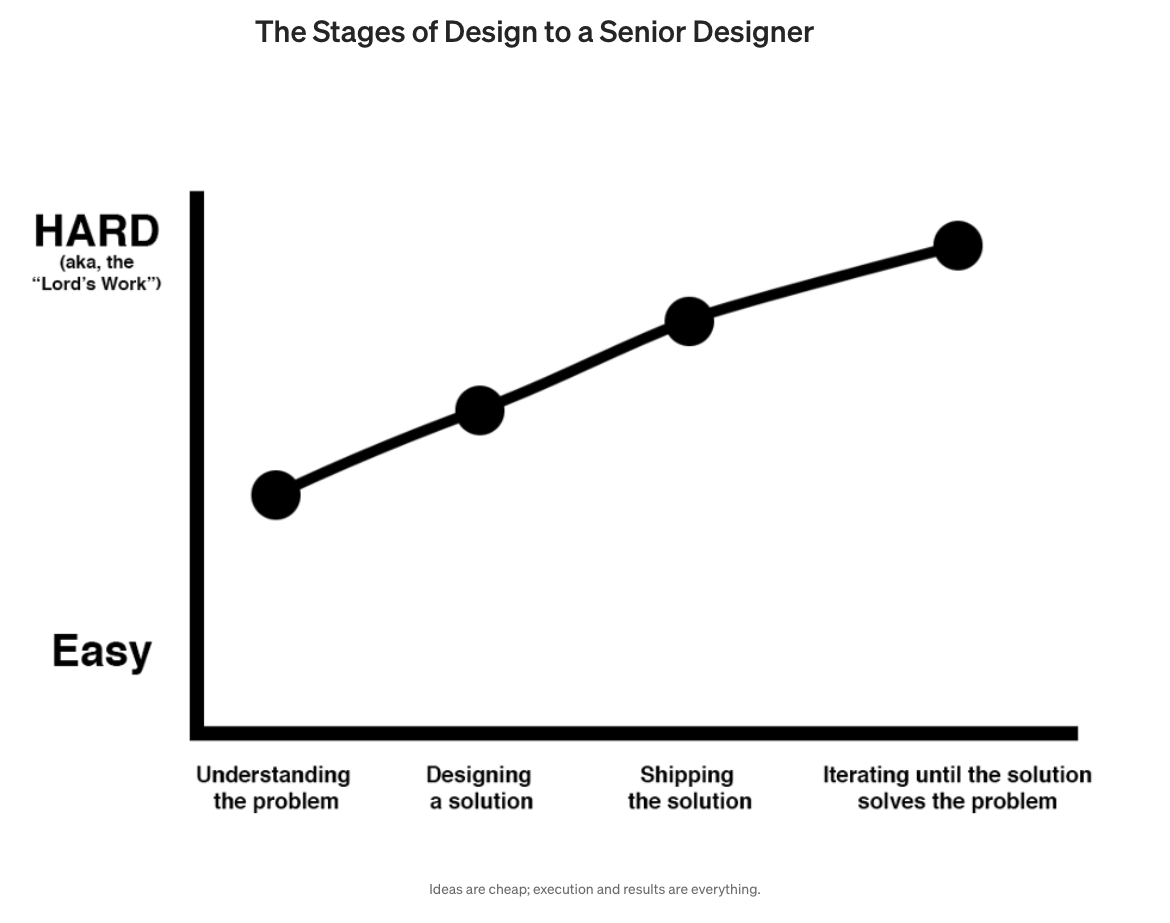 The Stages of Design to a Senior Designer
HARD
(aka, the
“Lord’s Work”)
Easy
Understanding
the problem
Designing
a solution
Shipping
the solution
Iterating until the solution
solves the problem
Ideas are cheap; execution and results are everything.